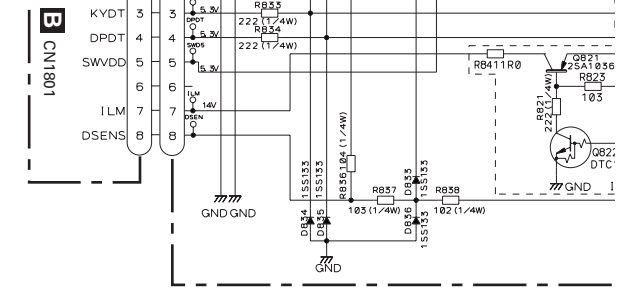 B
CN1801
KYDT 3 3 5.3V R833
222 (1/4W)
DPDT
DPDT 4 4 5.3V R834
222 (1/4W)
SWDS
SWVDD 5 5 5.3V
6 6
ILM
ILM 7 7 14V
DSEN
DSENS 8 8
R841 1R0
Q821
2SA1036
R823
103
R821
222 (1/4W)
Q822
DTC
GND
R836 104 (1/4W)
1SS133
1SS133
D834
D835
R837
103 (1/4W)
D833
1SS133
D836
1SS133
R838
102 (1/4W)
GND GND
GND